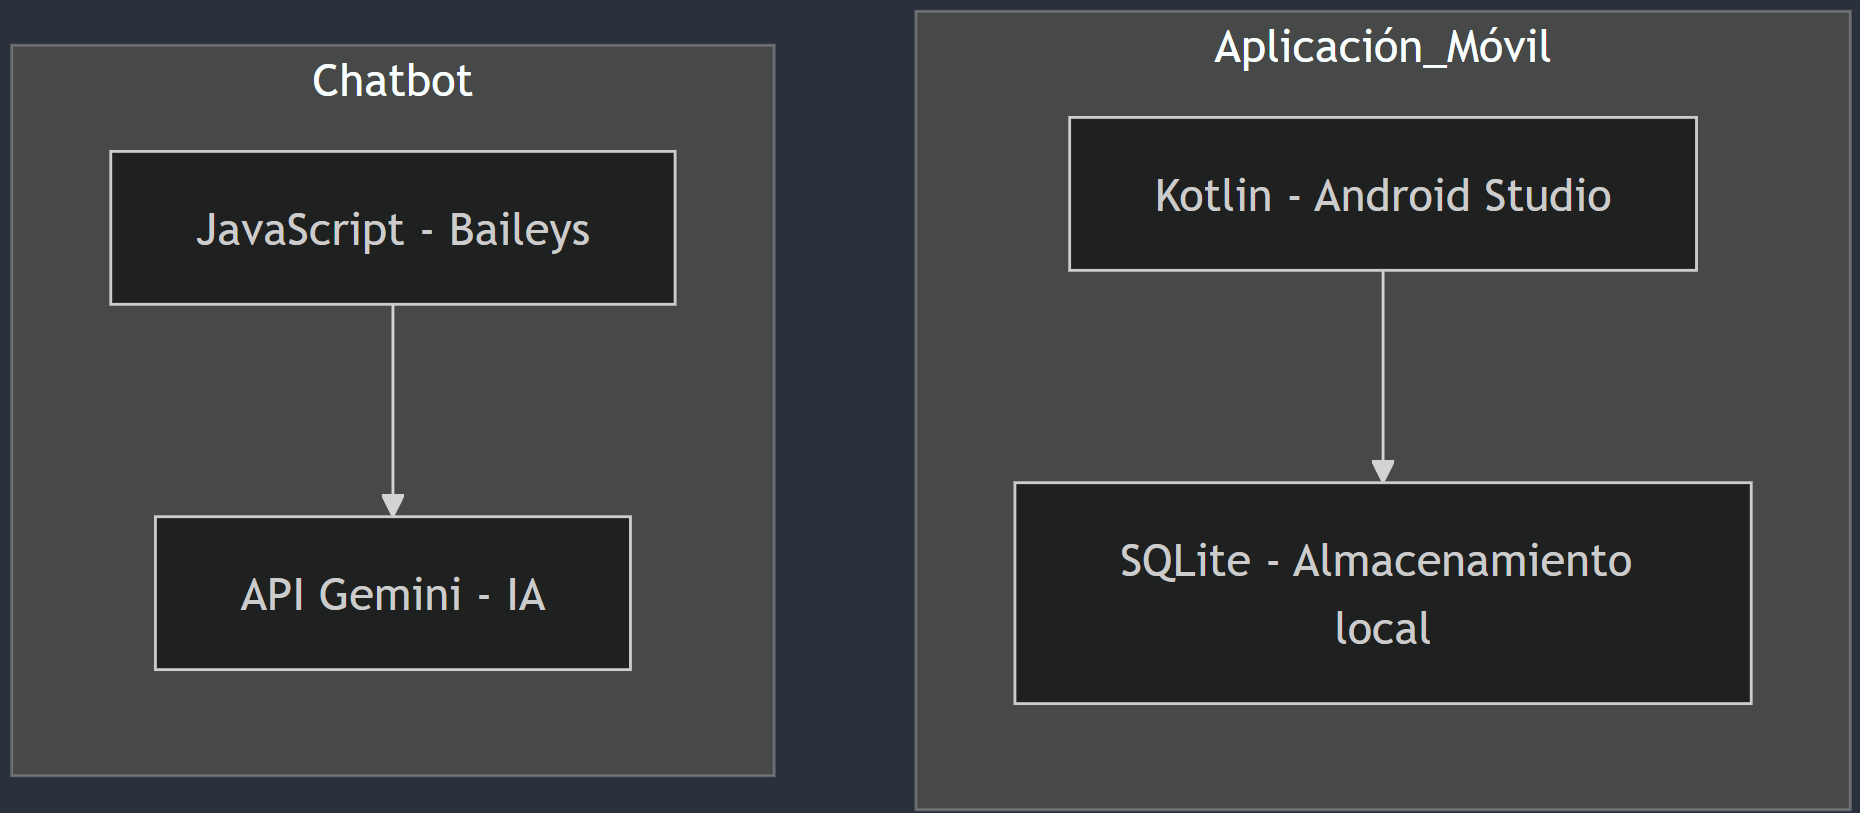 Chatbot
JavaScript - Baileys
API Gemini - IA
Aplicación_Móvil
Kotlin - Android Studio
SQLite - Almacenamiento
local